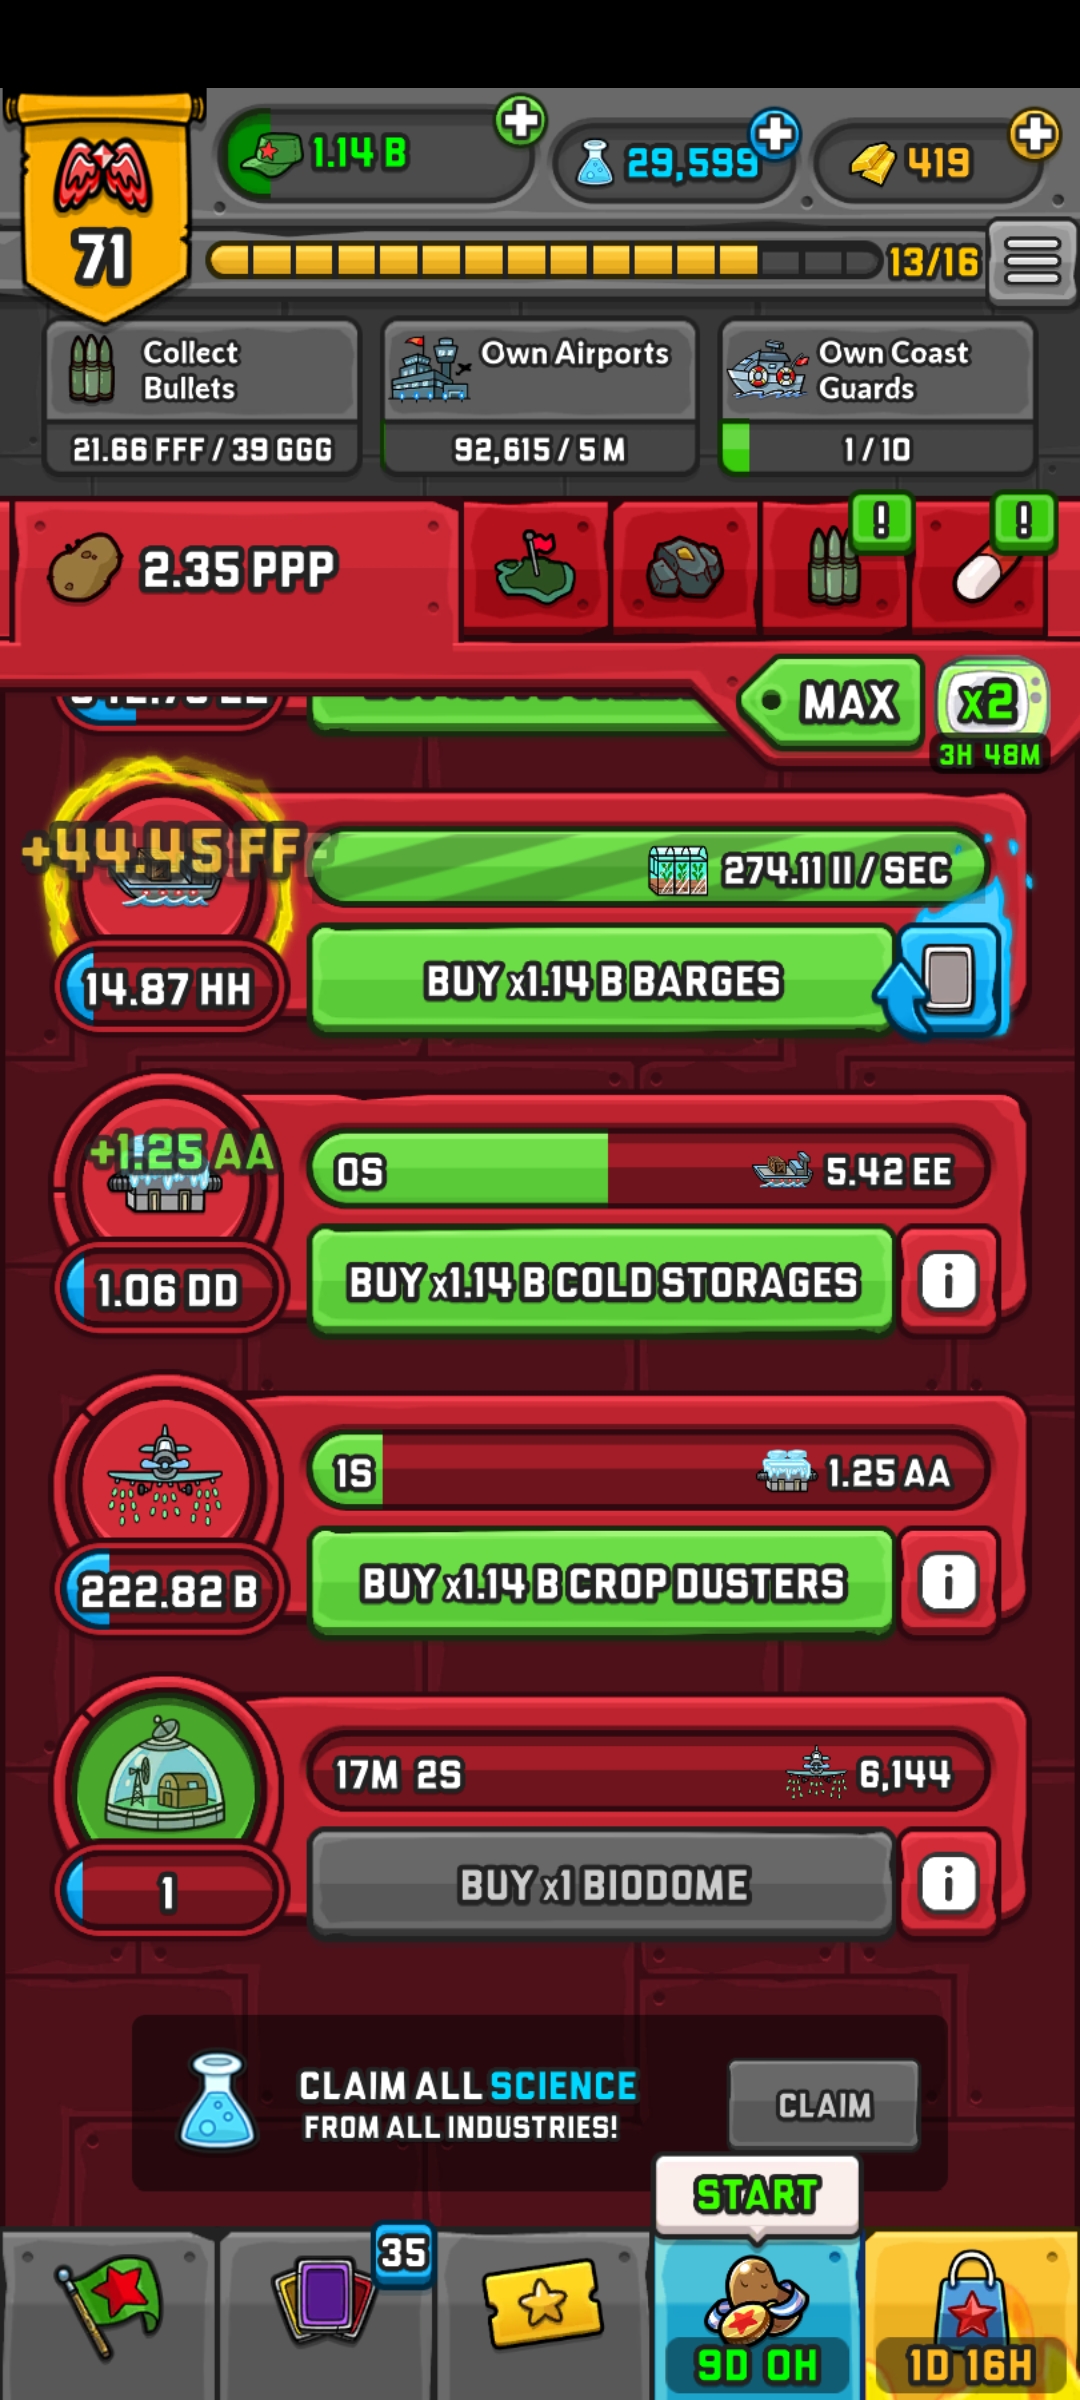 71
1.14 B
29,599
419
13/16
Collect
Bullets
21.66 FFF / 39 GGG
Own Airports
92,615 / 5 M
Own Coast
Guards
1 / 10
2.35 PPP
!
!
MAX
x2
3H 48M
+44.45 FF
274.11 II / SEC
14.87 HH
BUY x1.14 B BARGES
+1.25 AA
0S
5.42 EE
1.06 DD
BUY x1.14 B COLD STORAGES
i
1S
1.25 AA
222.82 B
BUY x1.14 B CROP DUSTERS
i
17M 2S
6,144
1
BUY x1 BIODOME
i
CLAIM ALL SCIENCE
FROM ALL INDUSTRIES!
CLAIM
START
35
9D 0H
1D 16H